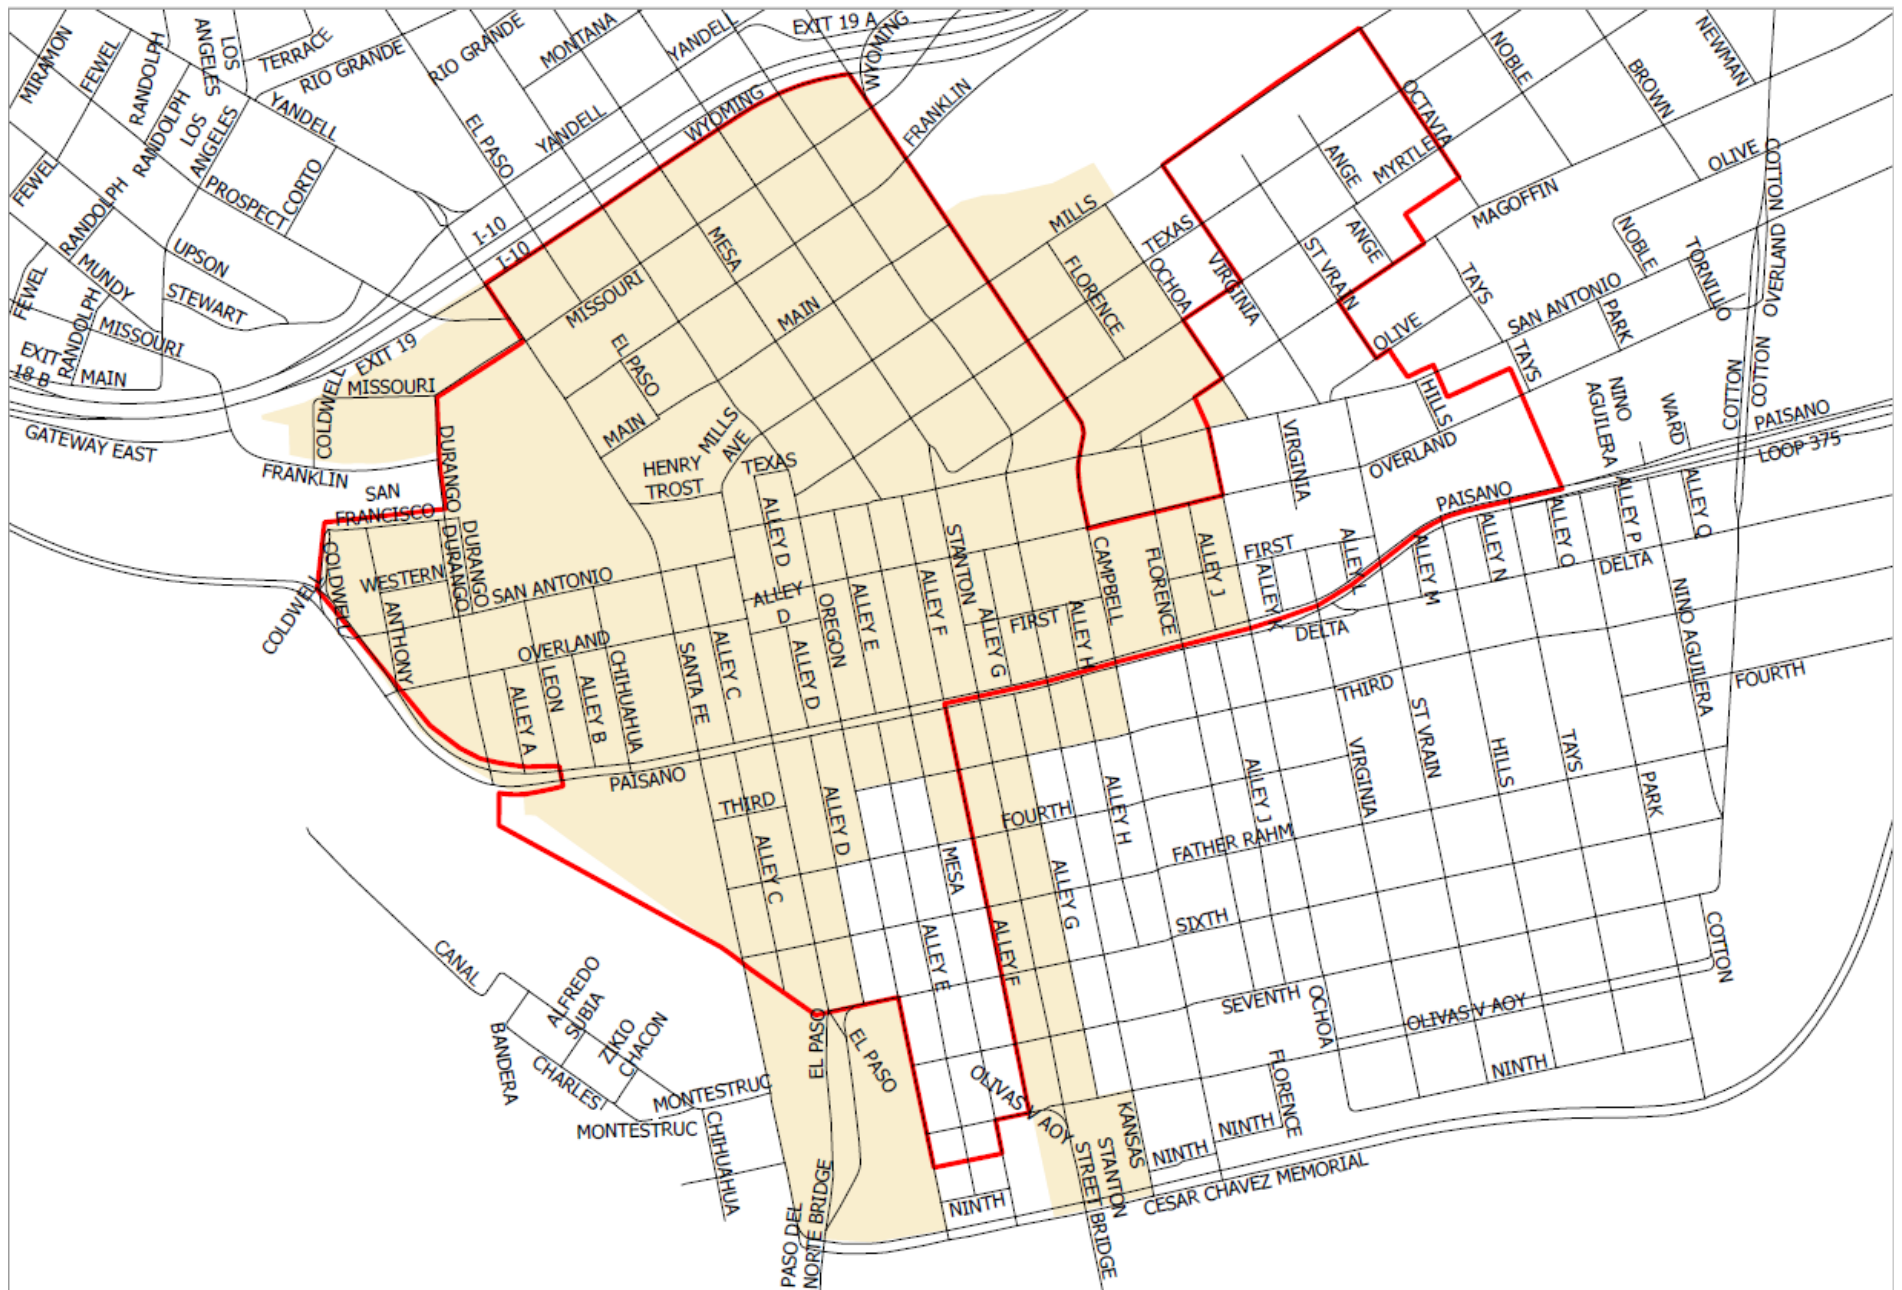 MIRAMON
FEWEL
RANDOLPH
LOS
ANGELES
TERRACE
RIO GRANDE
RIO GRANDE
MONTANA
YANDELL
EXIT 19 A
WYOMING
FRANKLIN
NOBLE
BROWN
NEWMAN
RANDOLPH
LOS
ANGELES
YANDELL
EL PASO
YANDELL
WYOMING
OCTAVIA
MYRTLE
ANGE
OLIVE
COTTON
FEWEL
RANDOLPH
PROSPECT
CORTO
MAGOFFIN
I-10
I-10
MILLS
TEXAS
ANGE
ST VRAIN
VIRGINIA
OCHOA
FLORENCE
MESA
MISSOURI
MAIN
UPSON
MUNDY
STEWART
FEWEL
RANDOLPH
MISSOURI
EXIT
18 B
MAIN
EXIT 19
MISSOURI
COLDWELL
NOBLE
TORNILLO
OVERLAND
TAYS
SAN ANTONIO
PARK
OLIVE
TAYS
HILLS
NINO
AGUILERA
WARD
COTTON
COTTON
PAISANO
LOOP 375
EL PASO
MAIN
MILLS
AVE
HENRY
TROST
TEXAS
GATEWAY EAST
FRANKLIN
DURANGO
SAN
FRANCISCO
VIRGINIA
OVERLAND
PAISANO
ALLEY D
STANTON
CAMPBELL
FLORENCE
ALLEY J
FIRST
ALLEY K
ALLEY L
ALLEY M
ALLEY N
ALLEY O
ALLEY P
ALLEY Q
DELTA
DELTA
COLDWELL
COLDWELL
WESTERN
DURANGO
DURANGO
SAN ANTONIO
ANTHONY
OVERLAND
ALLEY
D
OREGON
ALLEY E
ALLEY F
ALLEY G
FIRST
ALLEY H
ALLEY A
LEON
ALLEY B
CHIHUAHUA
SANTA FE
ALLEY C
ALLEY D
PAISANO
THIRD
NINO AGUILERA
FOURTH
THIRD
ALLEY C
ALLEY D
MESA
FOURTH
ALLEY H
FATHER RAHM
ALLEY J
VIRGINIA
ST VRAIN
HILLS
TAYS
PARK
ALLEY E
ALLEY F
ALLEY G
SIXTH
SEVENTH
OCHOA
OLIVAS V AOY
COTTON
CANAL
ALFREDO
SUBIA
ZIKIO
CHACON
BANDERA
CHARLES
MONTESTRUC
MONTESTRUC
CHIHUAHUA
EL PASO
EL PASO
OLIVAS V AOY
KANSAS
FLORENCE
NINTH
NINTH
NINTH
NINTH
PASO DEL
NORTE BRIDGE
STANTON
STREET BRIDGE
CESAR CHAVEZ MEMORIAL